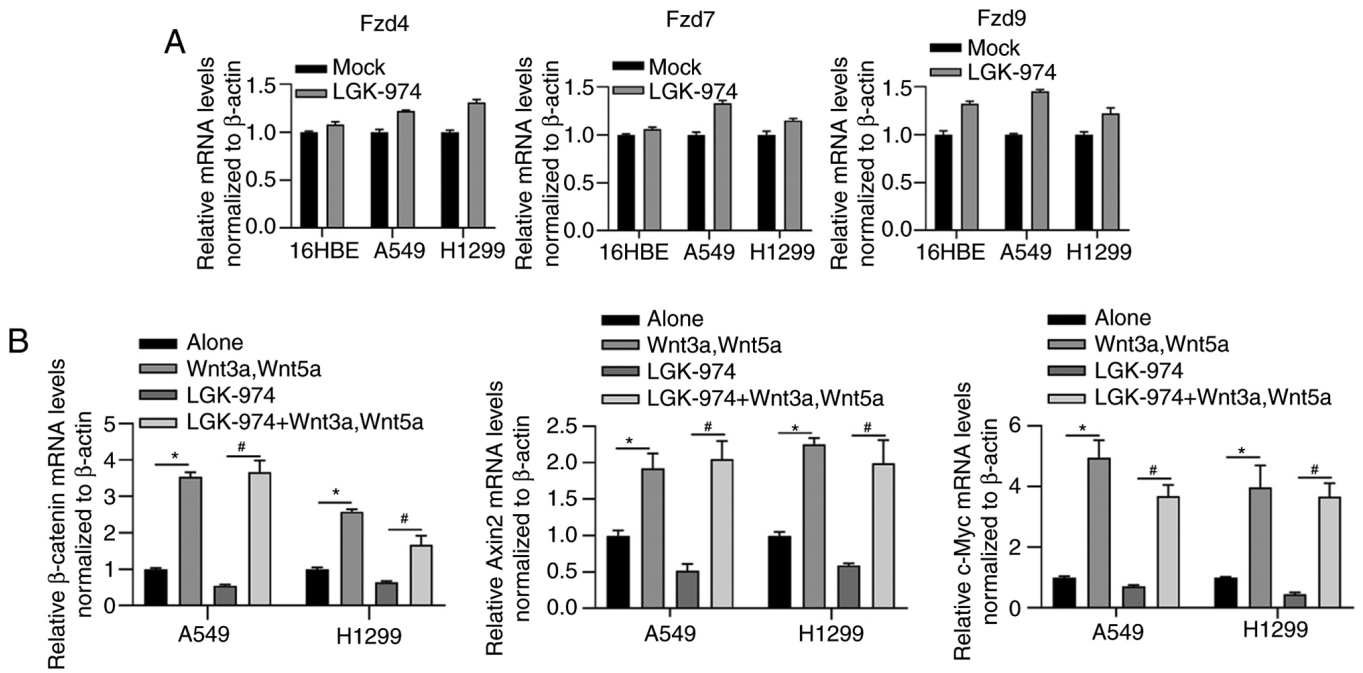 A
Fzd4
Mock
LGK-974
Relative mRNA levels
normalized to β-actin
1.5
1.0
0.5
0.0
16HBE A549 H1299
Fzd7
Mock
LGK-974
Relative mRNA levels
normalized to β-actin
1.5
1.0
0.5
0.0
16HBE A549 H1299
Fzd9
Mock
LGK-974
Relative mRNA levels
normalized to β-actin
1.5
1.0
0.5
0.0
16HBE A549 H1299
B
Alone
Wnt3a,Wnt5a
LGK-974
LGK-974+Wnt3a,Wnt5a
Relative β-catenin mRNA levels
normalized to β-actin
5
4
3
2
1
0
* # * #
A549 H1299
Alone
Wnt3a,Wnt5a
LGK-974
LGK-974+Wnt3a,Wnt5a
Relative Axin2 mRNA levels
normalized to β-actin
2.5
2.0
1.5
1.0
0.5
0.0
* # * #
A549 H1299
Alone
Wnt3a,Wnt5a
LGK-974
LGK-974+Wnt3a,Wnt5a
Relative c-Myc mRNA levels
normalized to β-actin
6
4
2
0
* # * #
A549 H1299